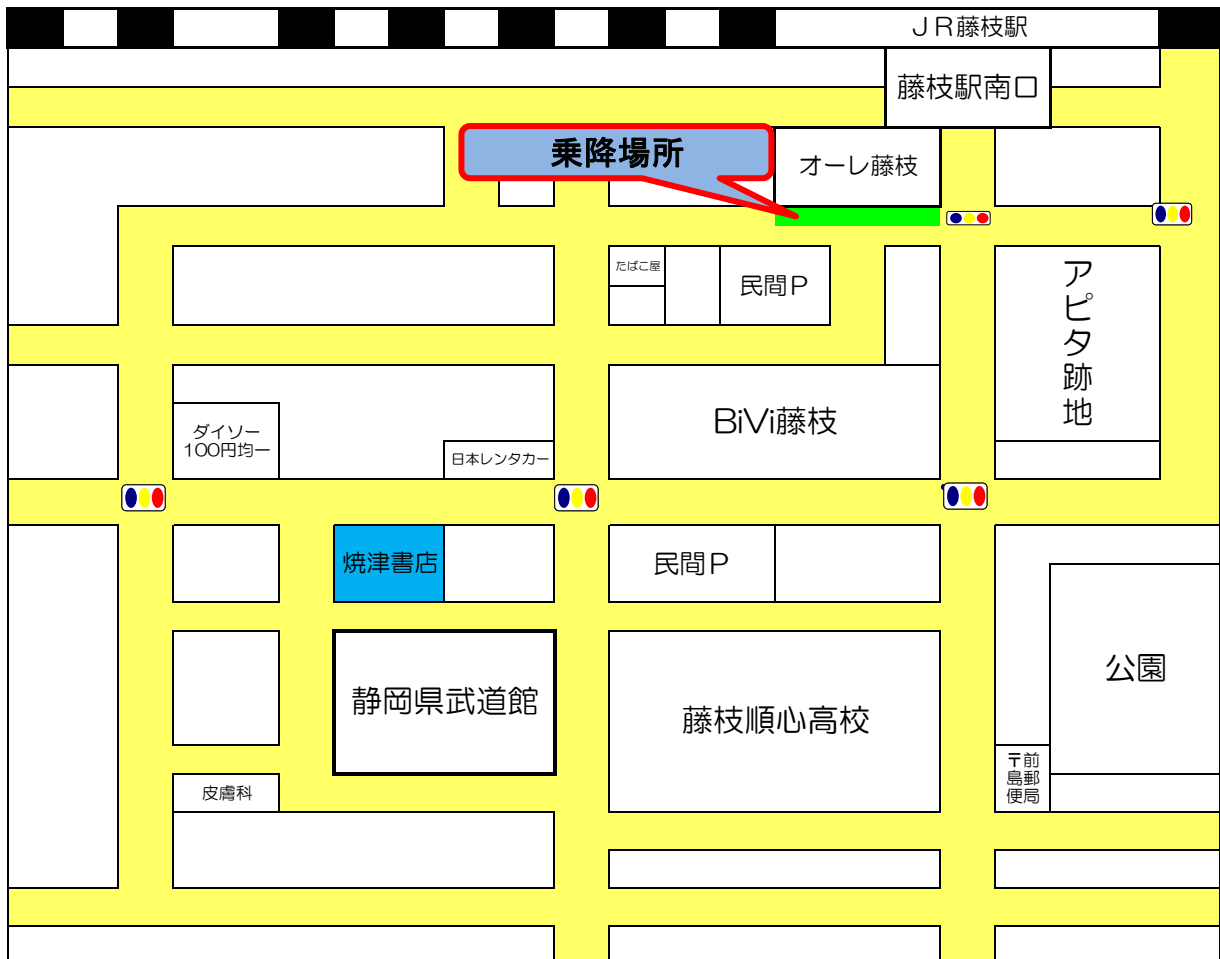 ＪＲ藤枝駅
藤枝駅南口
乗降場所
オーレ藤枝
たばこ屋
民間Ｐ
アピタ跡地
BiVi藤枝
ダイソー
100円均一
日本レンタカー
焼津書店
民間Ｐ
静岡県武道館
藤枝順心高校
公園
〒前
島郵
便局
皮膚科